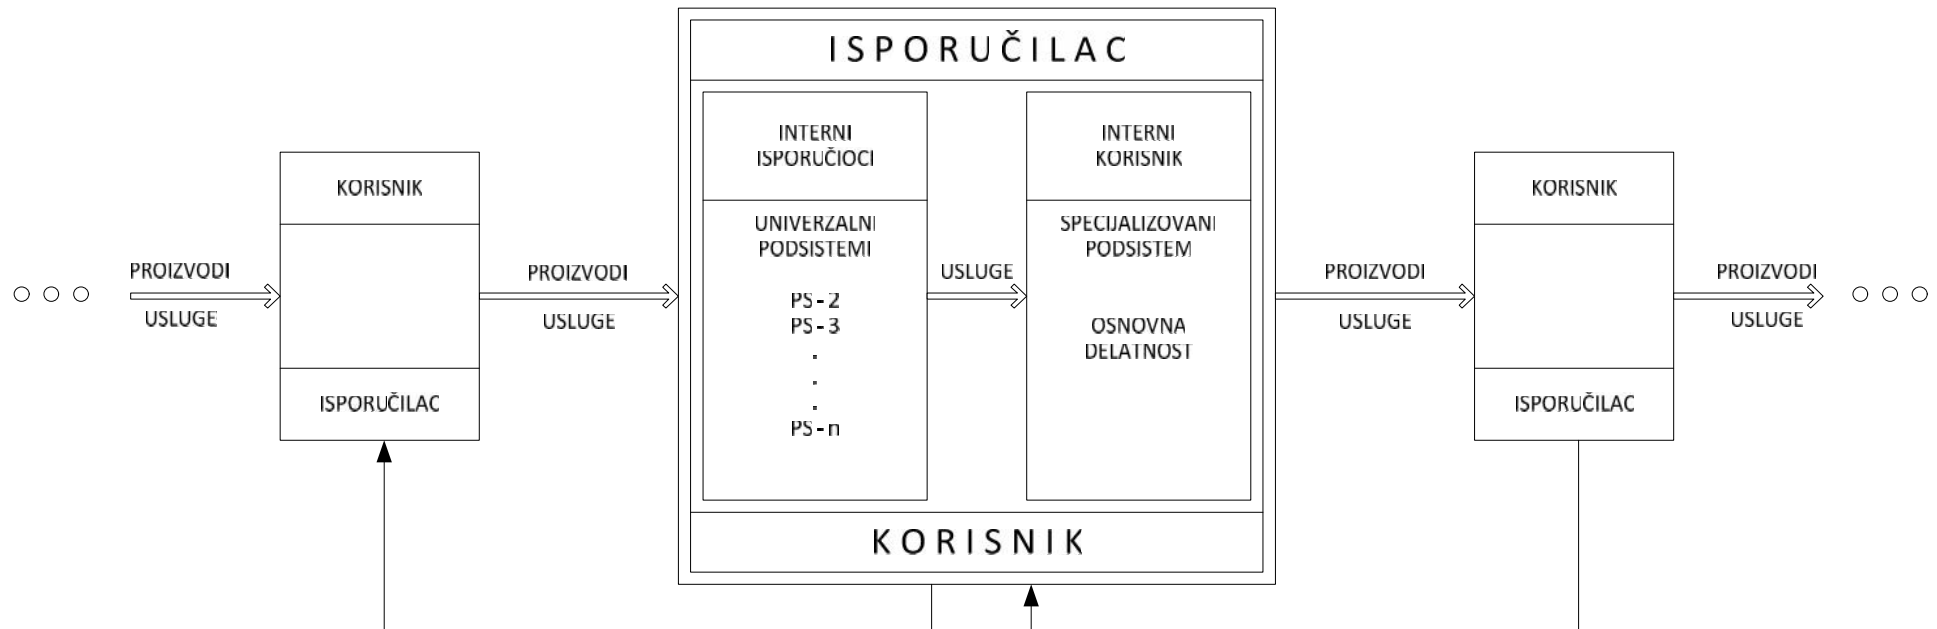 ISPORUČILAC
INTERNI
ISPORUČIOCI
INTERNI
KORISNIK
KORISNIK
KORISNIK
UNIVERZALNI
PODSISTEMI
SPECIJALIZOVANI
PODSISTEM
PROIZVODI
USLUGE
PROIZVODI
USLUGE
USLUGE
PROIZVODI
USLUGE
PROIZVODI
USLUGE
PS-2
PS-3
.
.
.
PS-n
OSNOVNA
DELATNOST
ISPORUČILAC
ISPORUČILAC
KORISNIK